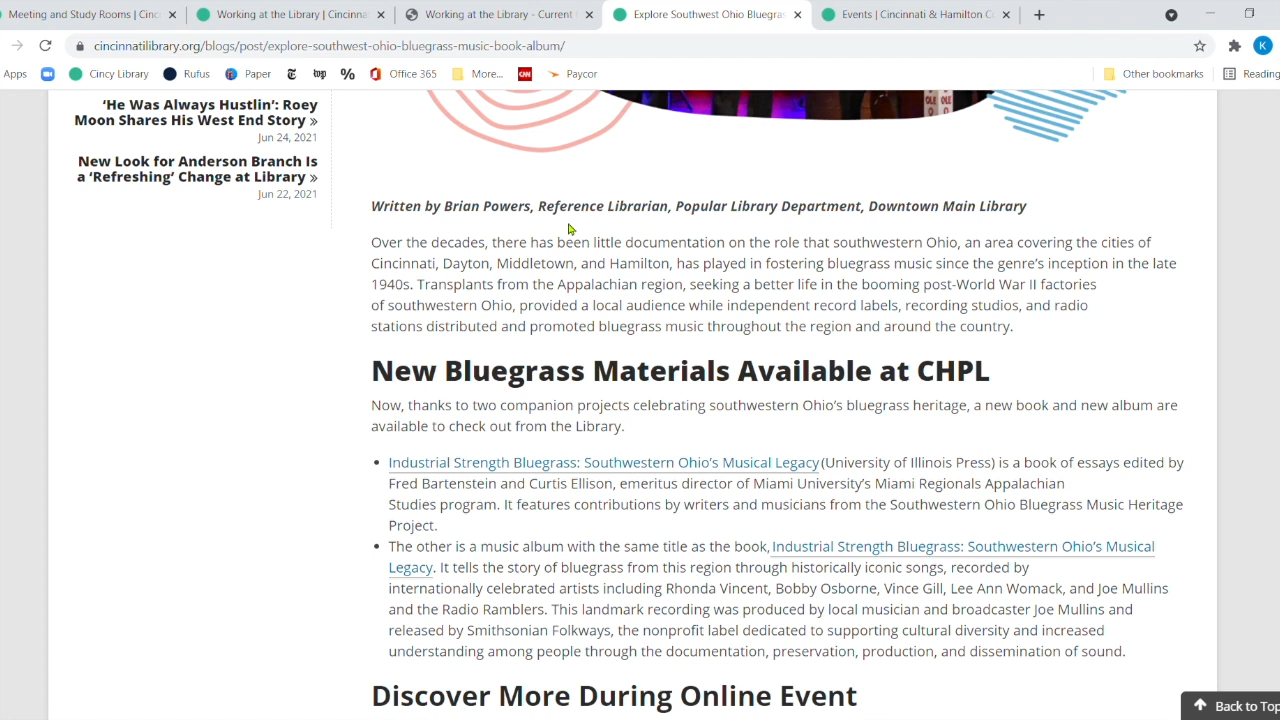 Meeting and Study Rooms | Cinc
Working at the Library | Cincinna
Working at the Library - Current
Explore Southwest Ohio Bluegras
Events | Cincinnati & Hamilton C
cincinnatilibrary.org/blogs/post/explore-southwest-ohio-bluegrass-music-book-album/
K
Apps
Cincy Library
Rufus
Paper
top
%
Office 365
More...
CNN
Paycor
Other bookmarks
Reading
'He Was Always Hustlin': Roey
Moon Shares His West End Story »
Jun 24, 2021
New Look for Anderson Branch Is
a 'Refreshing' Change at Library »
Jun 22, 2021
OLE OLE
Written by Brian Powers, Reference Librarian, Popular Library Department, Downtown Main Library
Over the decades, there has been little documentation on the role that southwestern Ohio, an area covering the cities of
Cincinnati, Dayton, Middletown, and Hamilton, has played in fostering bluegrass music since the genre's inception in the late
1940s. Transplants from the Appalachian region, seeking a better life in the booming post-World War II factories
of southwestern Ohio, provided a local audience while independent record labels, recording studios, and radio
stations distributed and promoted bluegrass music throughout the region and around the country.
New Bluegrass Materials Available at CHPL
Now, thanks to two companion projects celebrating southwestern Ohio's bluegrass heritage, a new book and new album are
available to check out from the Library.
• Industrial Strength Bluegrass: Southwestern Ohio's Musical Legacy (University of Illinois Press) is a book of essays edited by
Fred Bartenstein and Curtis Ellison, emeritus director of Miami University's Miami Regionals Appalachian
Studies program. It features contributions by writers and musicians from the Southwestern Ohio Bluegrass Music Heritage
Project.
• The other is a music album with the same title as the book, Industrial Strength Bluegrass: Southwestern Ohio's Musical
Legacy. It tells the story of bluegrass from this region through historically iconic songs, recorded by
internationally celebrated artists including Rhonda Vincent, Bobby Osborne, Vince Gill, Lee Ann Womack, and Joe Mullins
and the Radio Ramblers. This landmark recording was produced by local musician and broadcaster Joe Mullins and
released by Smithsonian Folkways, the nonprofit label dedicated to supporting cultural diversity and increased
understanding among people through the documentation, preservation, production, and dissemination of sound.
Discover More During Online Event
Back to Top